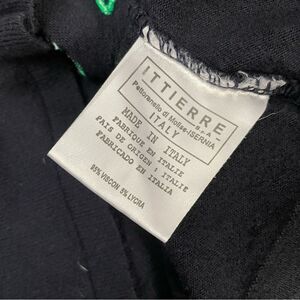 ITTIERRE
S.P.A
Pettoranello di Molise-ISERNIA
ITALY
MADE IN ITALY
FABRIQUE EN ITALIE
PAIS DE ORIGEN : ITALIE
FABRICADO EN ITALIA
95% VISCON 5% LYCRA